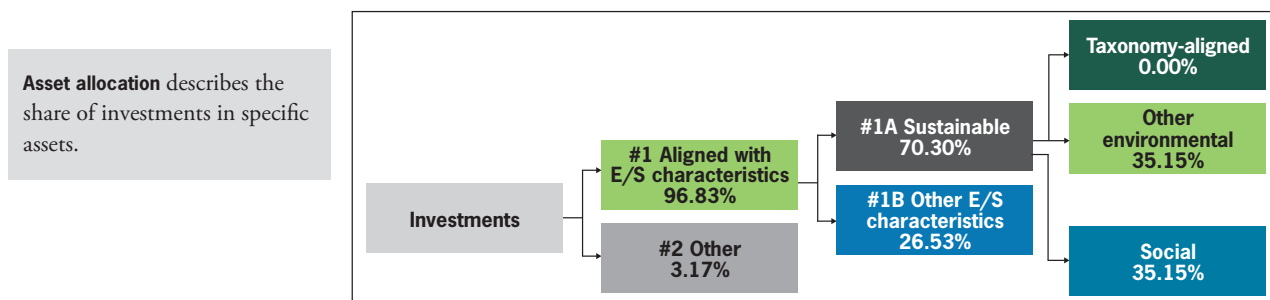 Asset allocation describes the
share of investments in specific
assets.
Investments
#1 Aligned with
E/S characteristics
96.83%
#2 Other
3.17%
#1A Sustainable
70.30%
#1B Other E/S
characteristics
26.53%
Taxonomy-aligned
0.00%
Other
environmental
35.15%
Social
35.15%